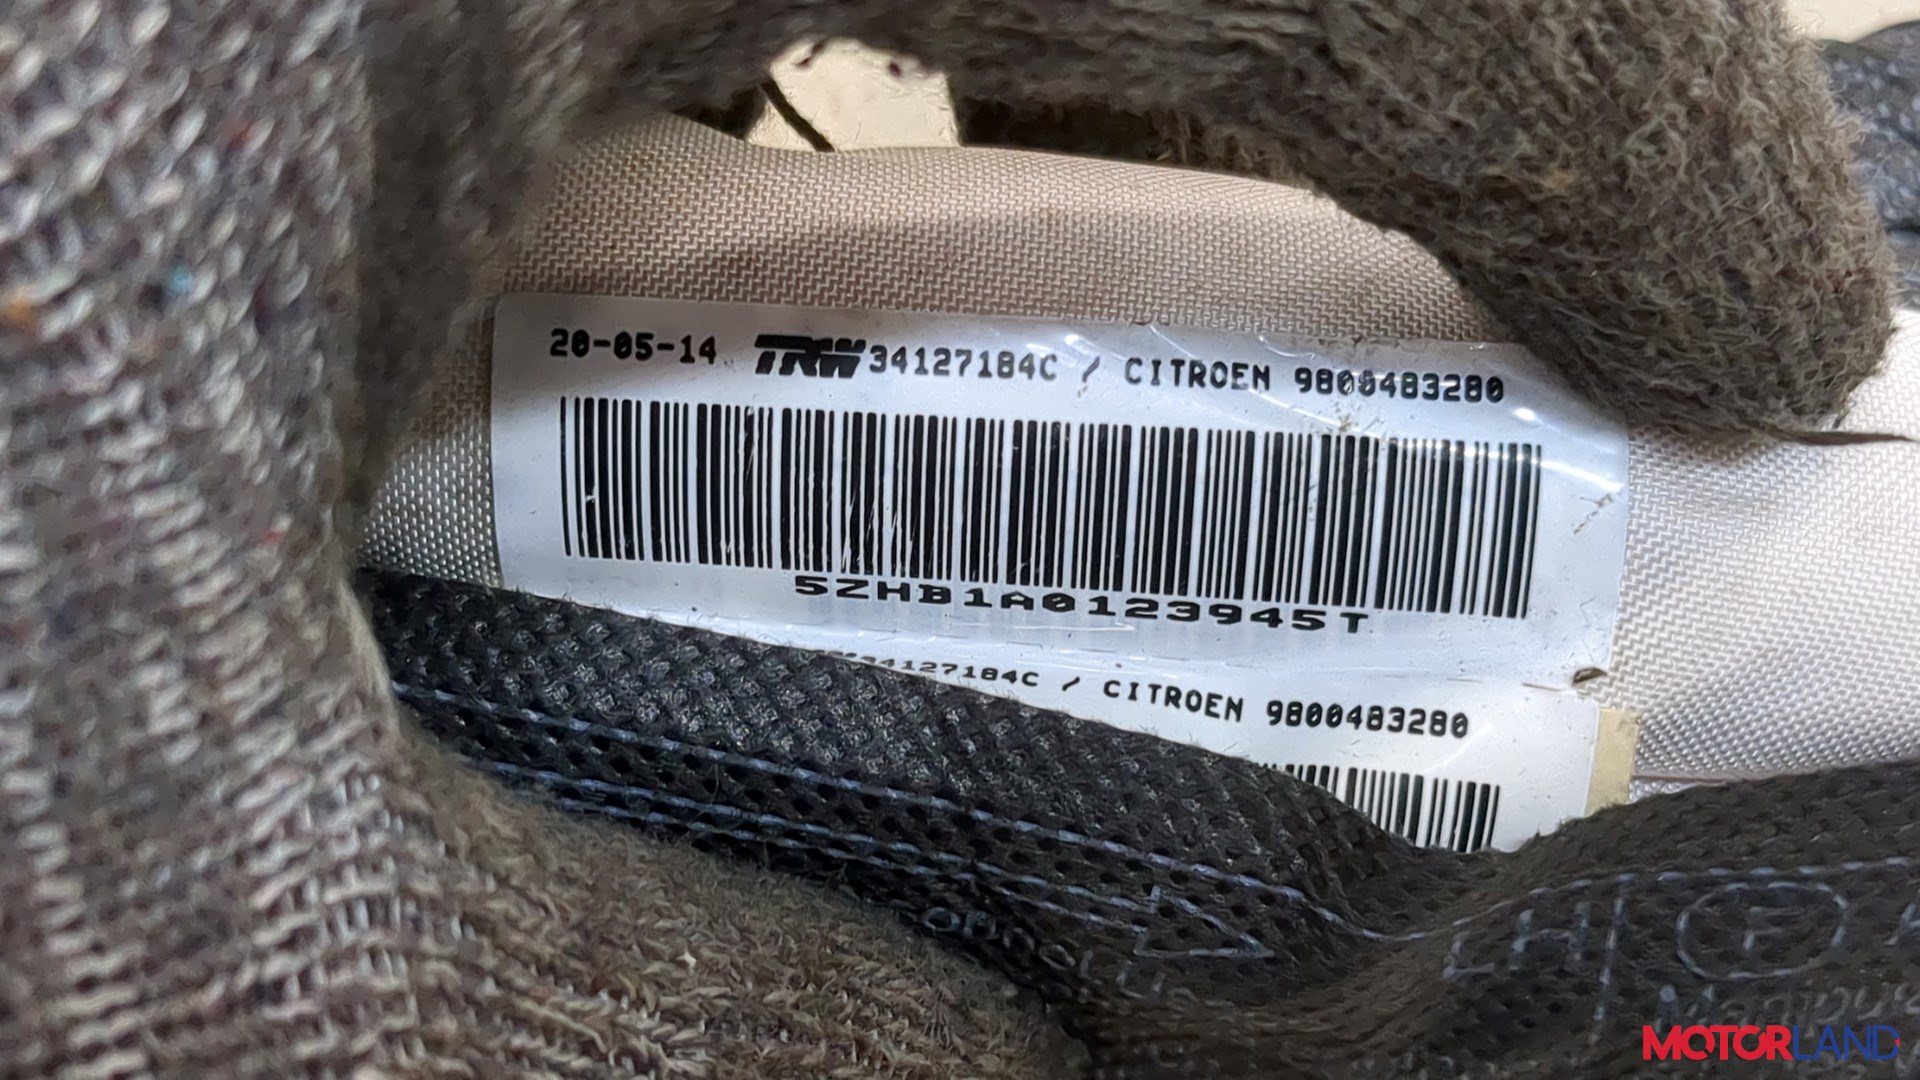 20-05-14 TRW 34127184C / CITROEN 9800483280
5ZHB1A0123945T
34127184C / CITROEN 9800483280
MOTORLAND